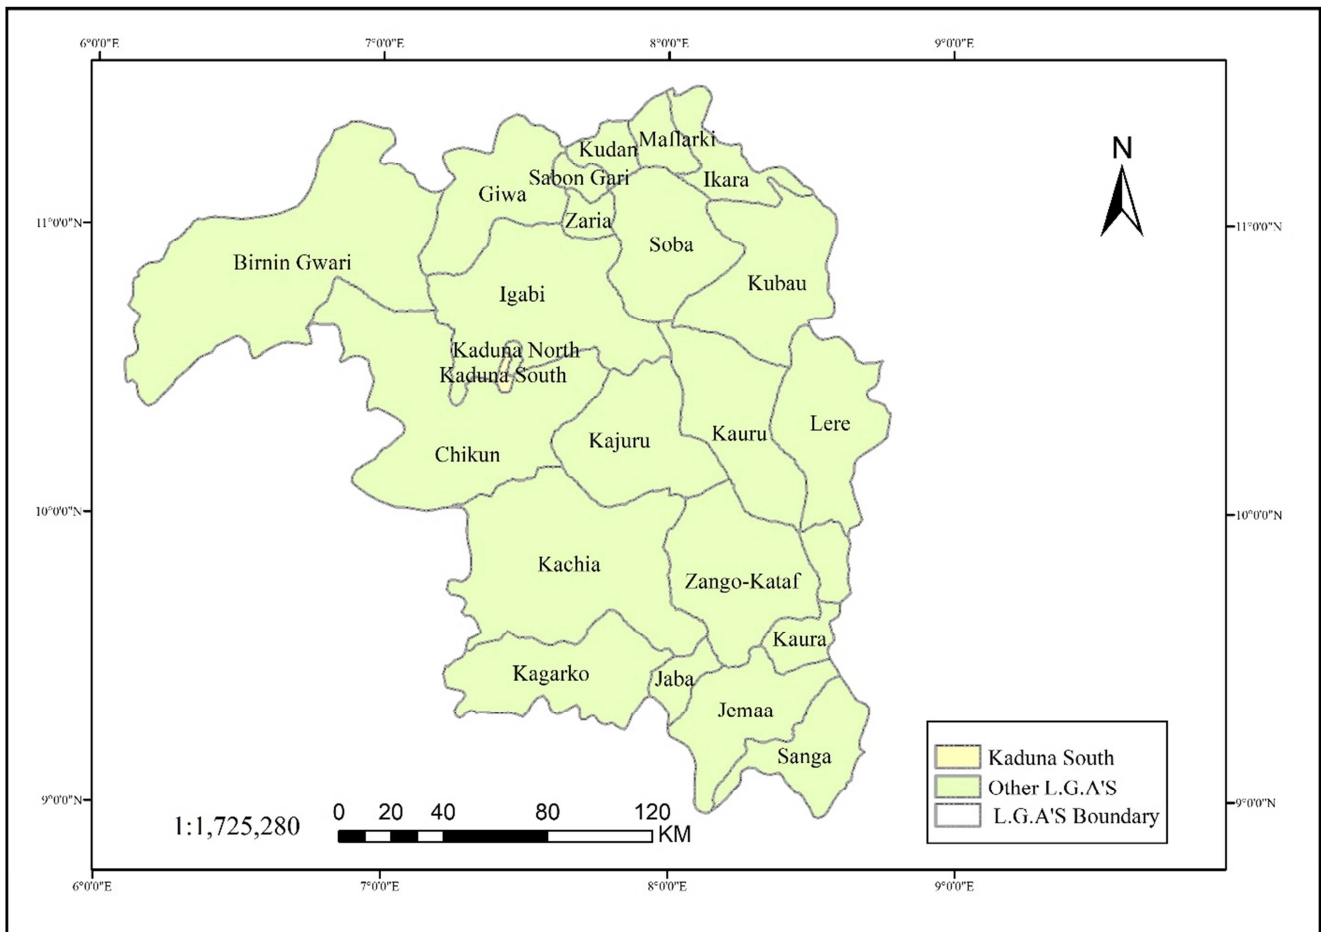 6°0'0"E 7°0'0"E 8°0'0"E 9°0'0"E
N
Maflarki
Kudan
Sabon Gari
Ikara
Giwa
Zaria
11°0'0"N 11°0'0"N
Soba
Birnin Gwari
Kubau
Igabi
Kaduna North
Kaduna South
Lere
Kauru
Kajuru
Chikun
10°0'0"N 10°0'0"N
Kachia
Zango-Kataf
Kaura
Kagarko
Jaba
Jemaa
Sanga
Kaduna South
Other L.G.A'S
L.G.A'S Boundary
9°0'0"N 9°0'0"N
0 20 40 80 120
KM
1:1,725,280
6°0'0"E 7°0'0"E 8°0'0"E 9°0'0"E